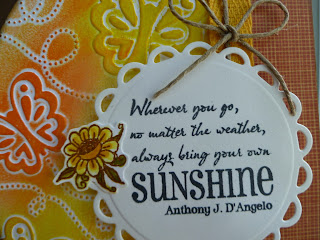 Wherever you go,
no matter the weather,
always bring your own
SUNSHINE
Anthony J. D'Angelo